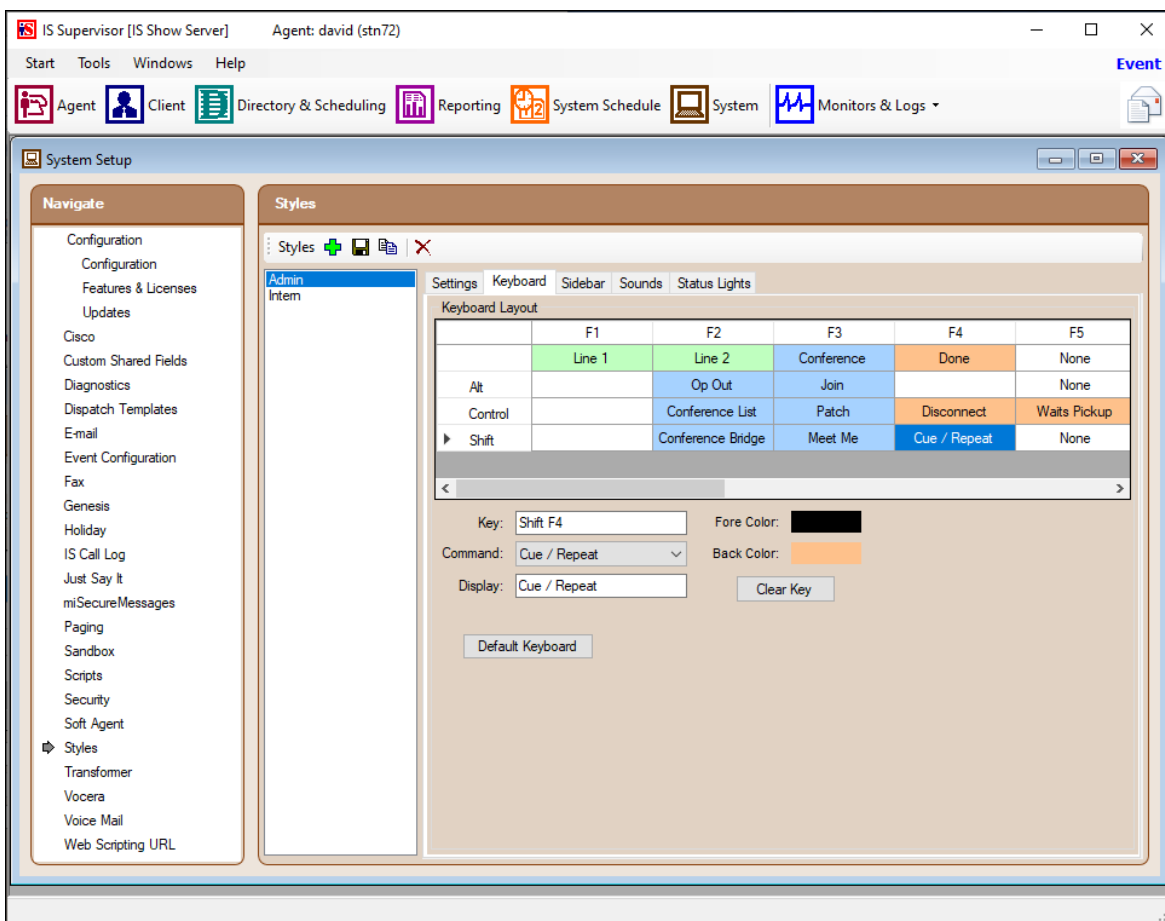 IS Supervisor [IS Show Server] Agent: david (stn72)
Start Tools Windows Help Event
Agent Client Directory & Scheduling Reporting System Schedule System Monitors & Logs
System Setup
Navigate
Configuration
Configuration
Features & Licenses
Updates
Cisco
Custom Shared Fields
Diagnostics
Dispatch Templates
E-mail
Event Configuration
Fax
Genesis
Holiday
IS Call Log
Just Say It
miSecureMessages
Paging
Sandbox
Scripts
Security
Soft Agent
Styles
Transformer
Vocera
Voice Mail
Web Scripting URL
Styles
Styles
Admin
Intern
Settings Keyboard Sidebar Sounds Status Lights
Keyboard Layout
F1 F2 F3 F4 F5
Line 1 Line 2 Conference Done None
Alt Op Out Join None
Control Conference List Patch Disconnect Waits Pickup
Shift Conference Bridge Meet Me Cue / Repeat None
Key: Shift F4 Fore Color:
Command: Cue / Repeat Back Color:
Display: Cue / Repeat Clear Key
Default Keyboard